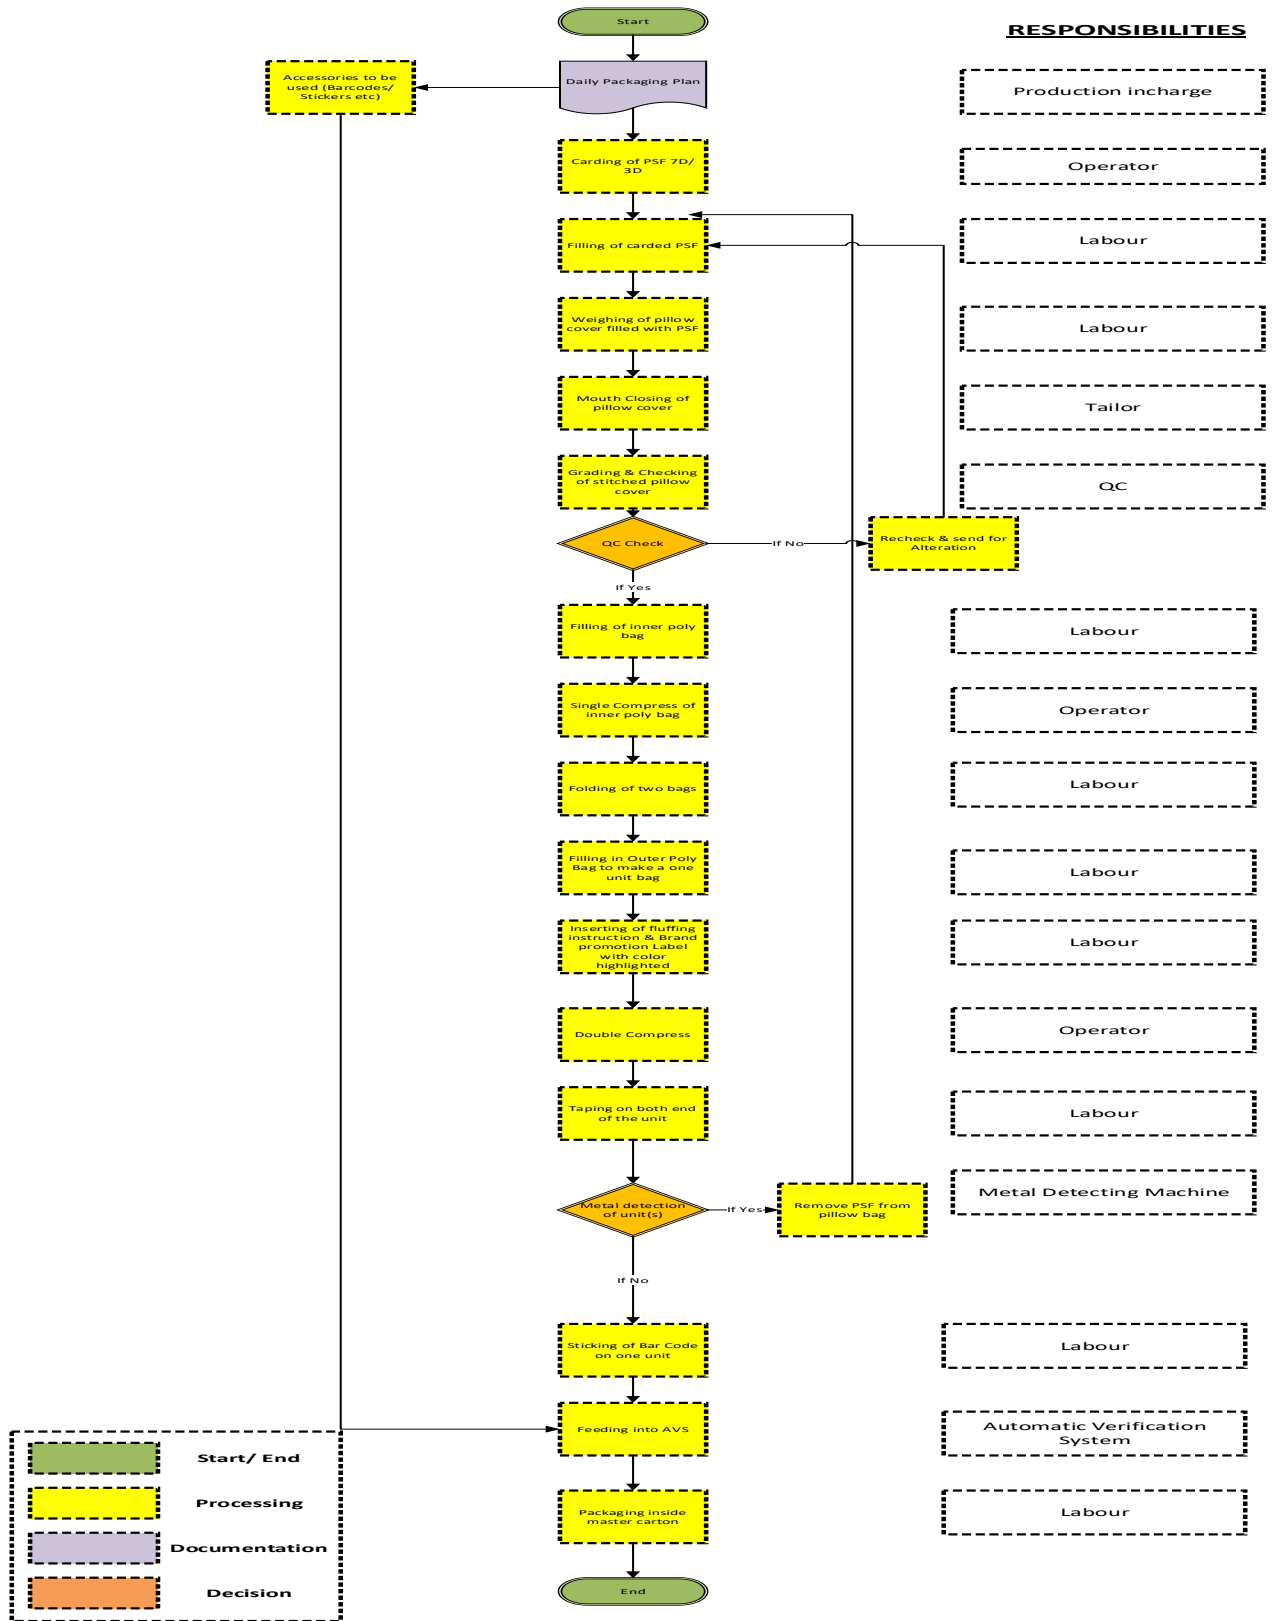 Start
RESPONSIBILITIES
Accessories to be
used (Barcodes/
Stickers etc)
Daily Packaging Plan
Production incharge
Carding of PSF 7D/
3D
Operator
Filling of carded PSF
Labour
Weighing of pillow
cover filled with PSF
Labour
Mouth Closing of
pillow cover
Tailor
Grading & Checking
of stitched pillow
cover
QC
QC Check
If No
Recheck & send for
Alteration
If Yes
Filling of inner poly
bag
Labour
Single Compress of
inner poly bag
Operator
Folding of two bags
Labour
Filling in Outer Poly
Bag to make a one
unit bag
Labour
Inserting of fluffing
instruction & Brand
promotion Label
with color
highlighted
Labour
Double Compress
Operator
Taping on both end
of the unit
Labour
Metal detection
of unit(s)
If Yes
Remove PSF from
pillow bag
Metal Detecting Machine
If No
Sticking of Bar Code
on one unit
Labour
Feeding into AVS
Automatic Verification
System
Packaging inside
master carton
Labour
End
Start/ End
Processing
Documentation
Decision